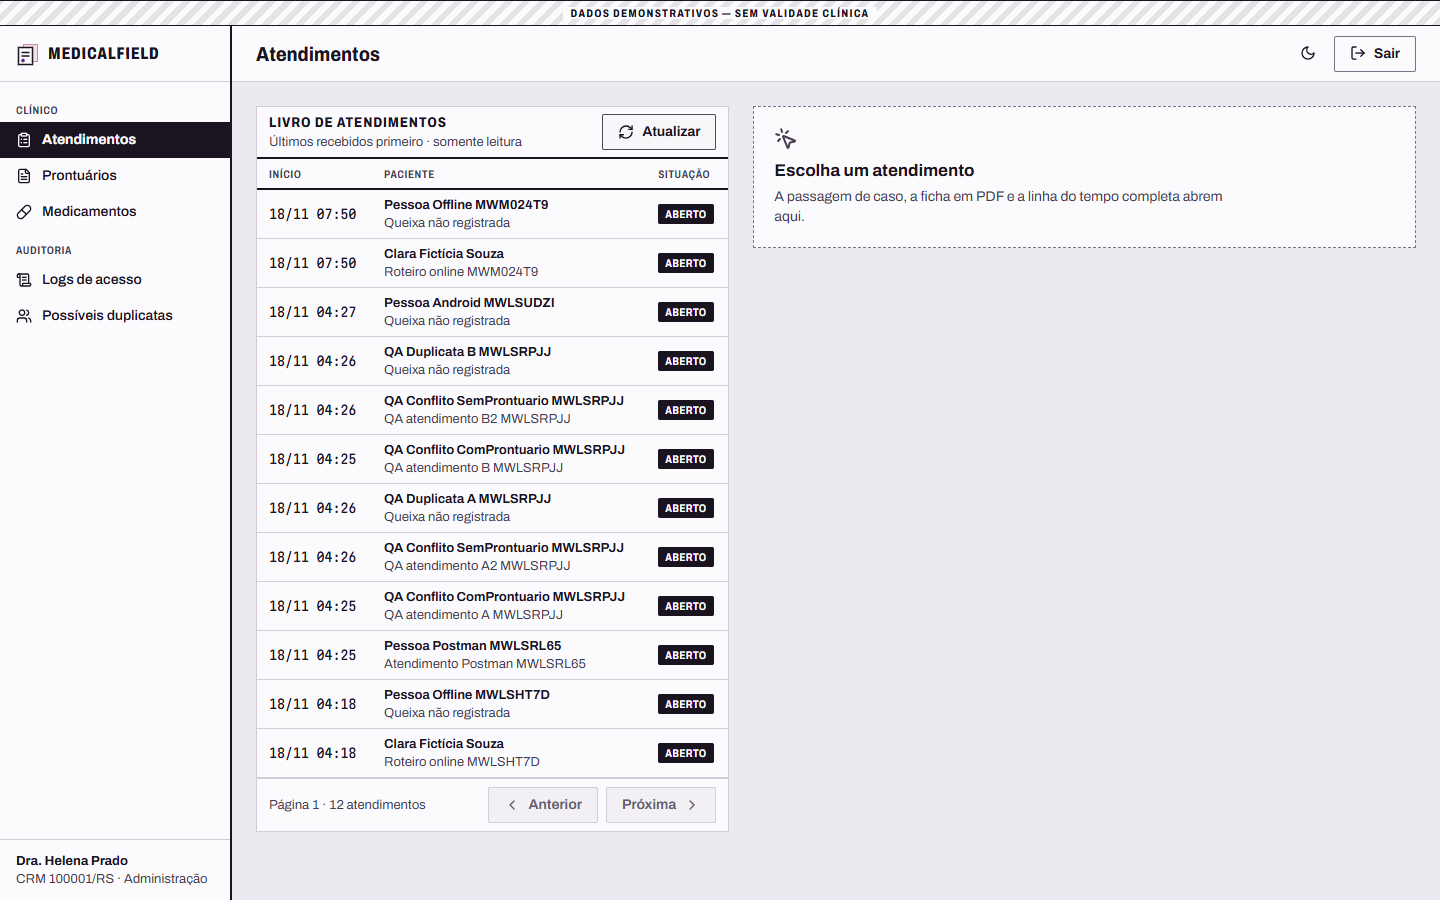 DADOS DEMONSTRATIVOS — SEM VALIDADE CLÍNICA
MEDICALFIELD
CLÍNICO
Atendimentos
Prontuários
Medicamentos
AUDITORIA
Logs de acesso
Possíveis duplicatas
Dra. Helena Prado
CRM 100001/RS · Administração
Atendimentos
Sair
LIVRO DE ATENDIMENTOS
Últimos recebidos primeiro · somente leitura
Atualizar
INÍCIO PACIENTE SITUAÇÃO
18/11 07:50 Pessoa Offline MWM024T9 ABERTO
Queixa não registrada
18/11 07:50 Clara Fictícia Souza ABERTO
Roteiro online MWM024T9
18/11 04:27 Pessoa Android MWLSUDZI ABERTO
Queixa não registrada
18/11 04:26 QA Duplicata B MWLSRPJJ ABERTO
Queixa não registrada
18/11 04:26 QA Conflito SemProntuario MWLSRPJJ ABERTO
QA atendimento B2 MWLSRPJJ
18/11 04:25 QA Conflito ComProntuario MWLSRPJJ ABERTO
QA atendimento B MWLSRPJJ
18/11 04:26 QA Duplicata A MWLSRPJJ ABERTO
Queixa não registrada
18/11 04:26 QA Conflito SemProntuario MWLSRPJJ ABERTO
QA atendimento A2 MWLSRPJJ
18/11 04:25 QA Conflito ComProntuario MWLSRPJJ ABERTO
QA atendimento A MWLSRPJJ
18/11 04:25 Pessoa Postman MWLSRL65 ABERTO
Atendimento Postman MWLSRL65
18/11 04:18 Pessoa Offline MWLSHT7D ABERTO
Queixa não registrada
18/11 04:18 Clara Fictícia Souza ABERTO
Roteiro online MWLSHT7D
Página 1 · 12 atendimentos
Anterior
Próxima
Escolha um atendimento
A passagem de caso, a ficha em PDF e a linha do tempo completa abrem
aqui.